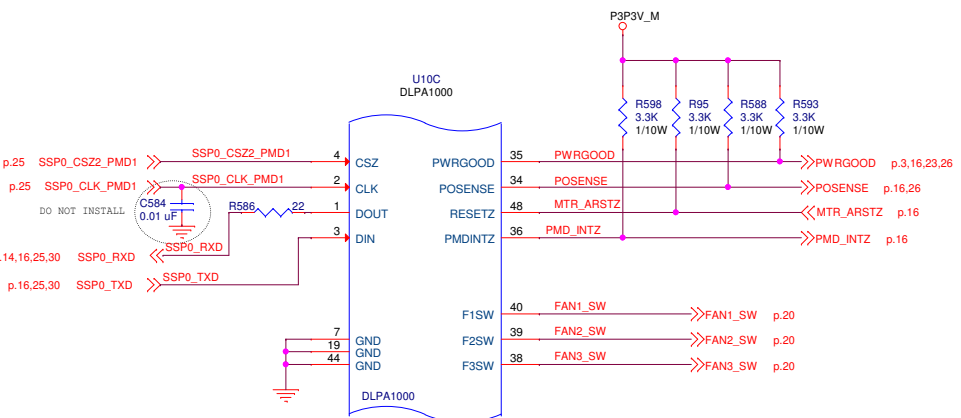 P3P3V_M
U10C
DLPA1000
R598
3.3K
1/10W
R95
3.3K
1/10W
R588
3.3K
1/10W
R593
3.3K
1/10W
p.25 SSP0_CSZ2_PMD1 SSP0_CSZ2_PMD1 4 CSZ
PWRGOOD 35 PWRGOOD PWRGOOD p.3,16,23,26
p.25 SSP0_CLK_PMD1 SSP0_CLK_PMD1 2 CLK
POSENSE 34 POSENSE POSENSE p.16,26
DO NOT INSTALL
C584
0.01 uF
R586 22 1 DOUT
RESETZ 48 MTR_ARSTZ MTR_ARSTZ p.16
3 DIN
PMDINTZ 36 PMD_INTZ PMD_INTZ p.16
.14,16,25,30 SSP0_RXD SSP0_RXD
p.16,25,30 SSP0_TXD SSP0_TXD
F1SW 40 FAN1_SW FAN1_SW p.20
F2SW 39 FAN2_SW FAN2_SW p.20
F3SW 38 FAN3_SW FAN3_SW p.20
7 GND
19 GND
44 GND
DLPA1000